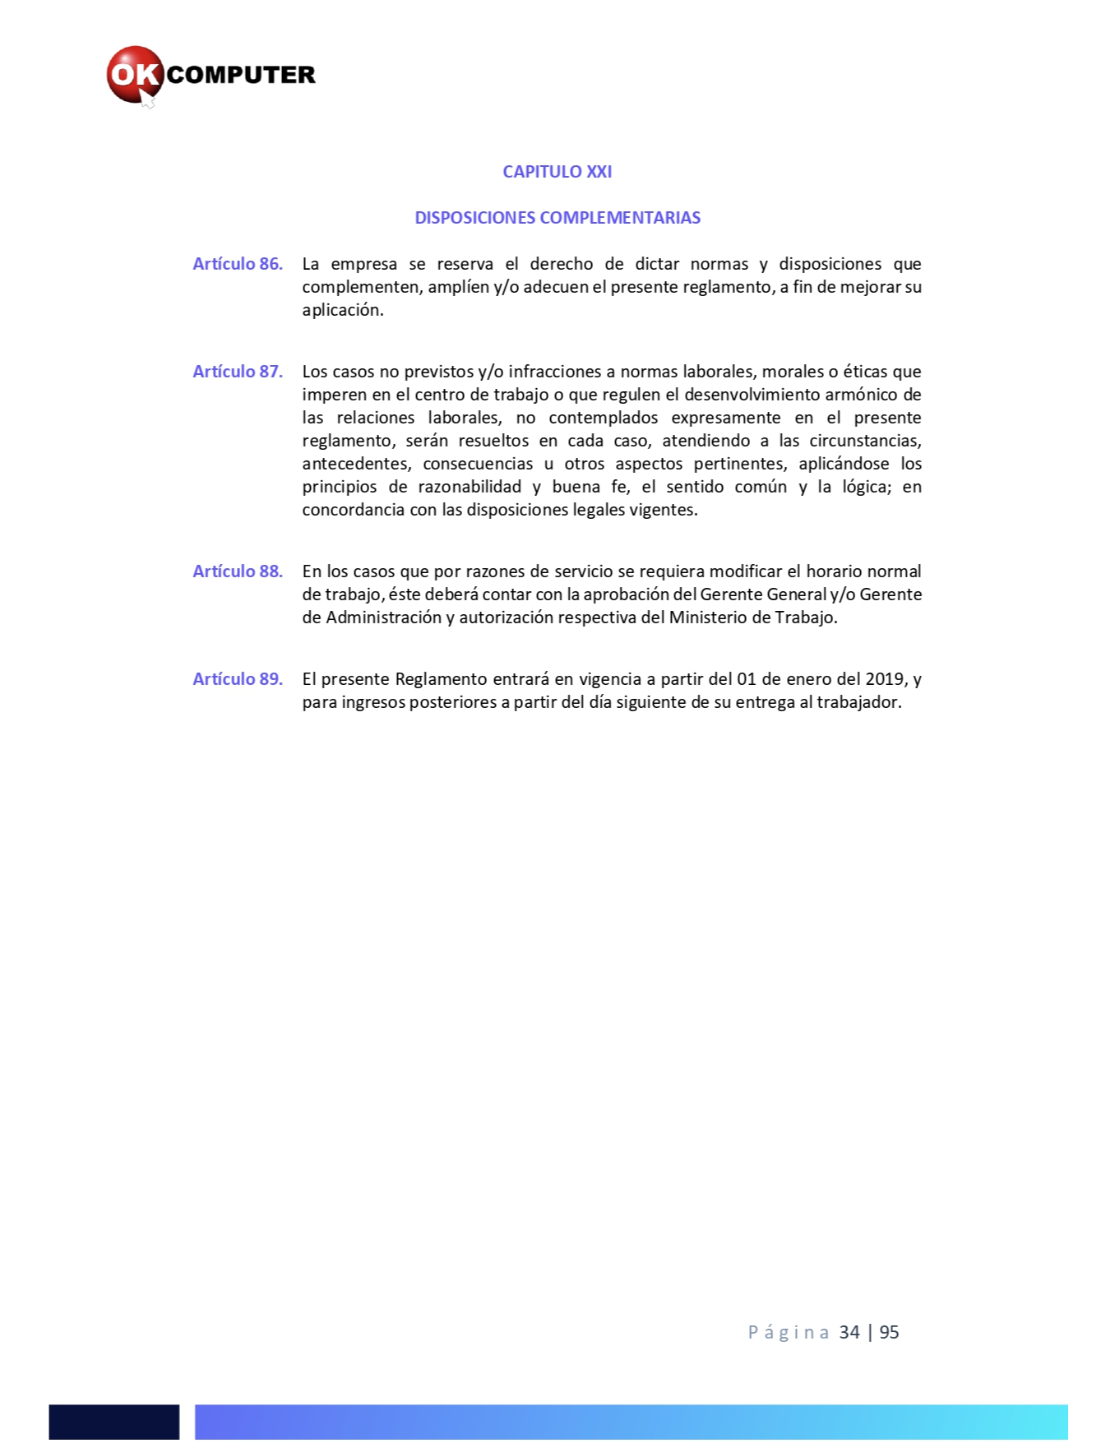 OK COMPUTER
CAPITULO XXI
DISPOSICIONES COMPLEMENTARIAS
Artículo 86. La empresa se reserva el derecho de dictar normas y disposiciones que
complementen, amplíen y/o adecuen el presente reglamento, a fin de mejorar su
aplicación.
Artículo 87. Los casos no previstos y/o infracciones a normas laborales, morales o éticas que
imperen en el centro de trabajo o que regulen el desenvolvimiento armónico de
las relaciones laborales, no contemplados expresamente en el presente
reglamento, serán resueltos en cada caso, atendiendo a las circunstancias,
antecedentes, consecuencias u otros aspectos pertinentes, aplicándose los
principios de razonabilidad y buena fe, el sentido común y la lógica; en
concordancia con las disposiciones legales vigentes.
Artículo 88. En los casos que por razones de servicio se requiera modificar el horario normal
de trabajo, éste deberá contar con la aprobación del Gerente General y/o Gerente
de Administración y autorización respectiva del Ministerio de Trabajo.
Artículo 89. El presente Reglamento entrará en vigencia a partir del 01 de enero del 2019, y
para ingresos posteriores a partir del día siguiente de su entrega al trabajador.
Página 34 | 95